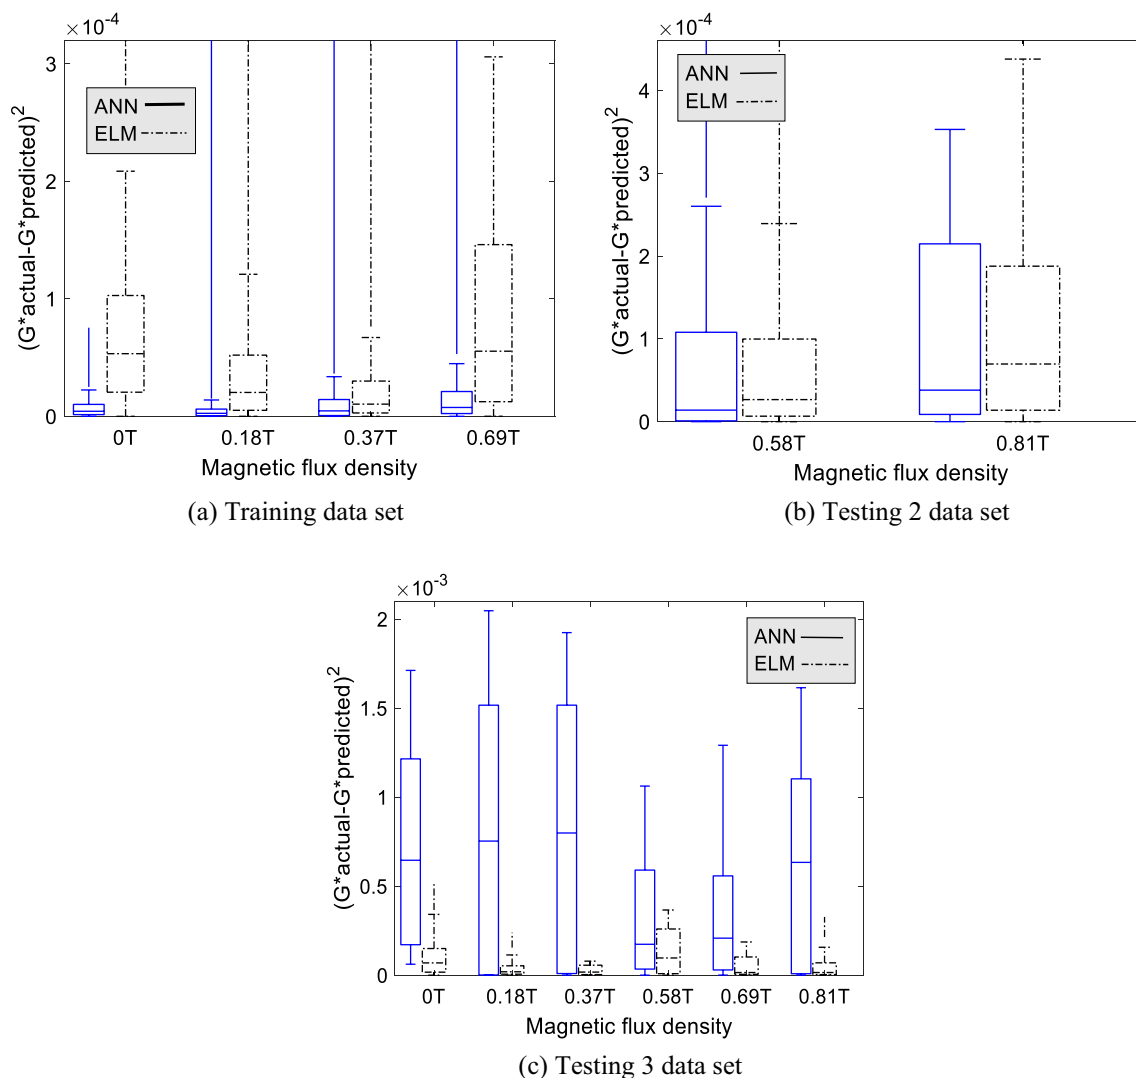 ×10-4
3
2
1
0
(G*actual-G*predicted)2
ANN
ELM
0T 0.18T 0.37T 0.69T
Magnetic flux density
(a) Training data set
×10-4
4
3
2
1
0
(G*actual-G*predicted)2
ANN
ELM
0.58T 0.81T
Magnetic flux density
(b) Testing 2 data set
×10-3
2
1.5
1
0.5
0
(G*actual-G*predicted)2
ANN
ELM
0T 0.18T 0.37T 0.58T 0.69T 0.81T
Magnetic flux density
(c) Testing 3 data set